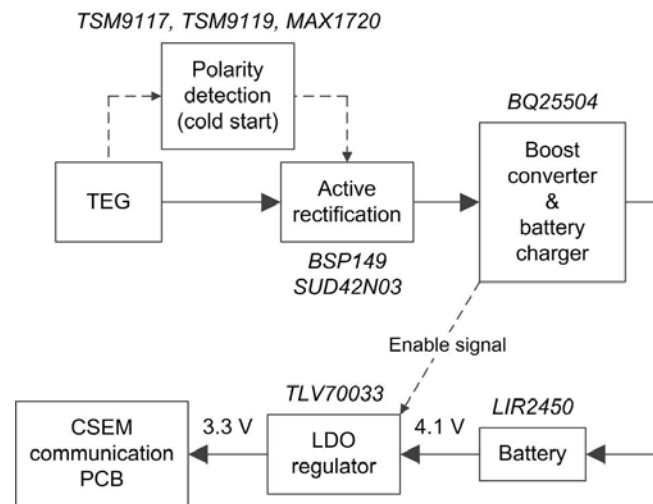 TSM9117, TSM9119, MAX1720
Polarity
detection
(cold start)
BQ25504
TEG
Active
rectification
Boost
converter
&
battery
charger
BSP149
SUD42N03
Enable signal
TLV70033
LIR2450
CSEM
communication
PCB
3.3 V
LDO
regulator
4.1 V
Battery